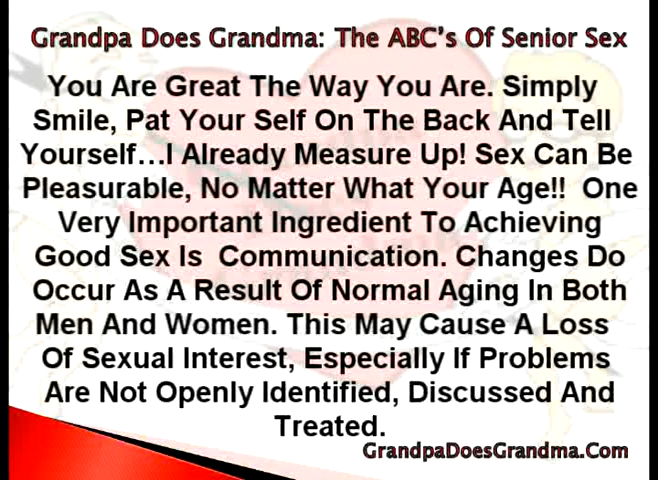 Grandpa Does Grandma: The ABC's Of Senior Sex
You Are Great The Way You Are. Simply
Smile, Pat Your Self On The Back And Tell
Yourself...I Already Measure Up! Sex Can Be
Pleasurable, No Matter What Your Age!! One
Very Important Ingredient To Achieving
Good Sex Is Communication. Changes Do
Occur As A Result Of Normal Aging In Both
Men And Women. This May Cause A Loss
Of Sexual Interest, Especially If Problems
Are Not Openly Identified, Discussed And
Treated.
GrandpaDoesGrandma.Com